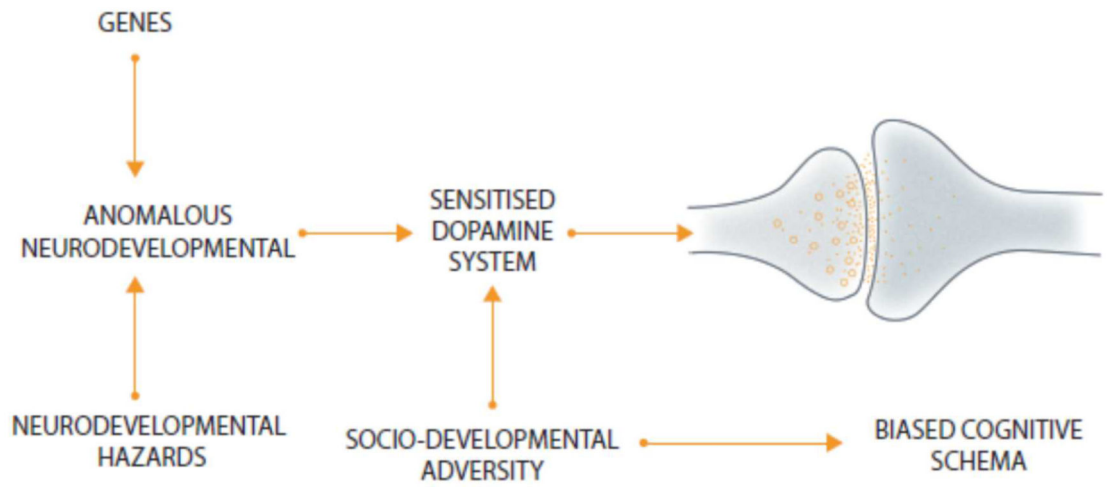 GENES
ANOMALOUS
NEURODEVELOPMENTAL
SENSITISED
DOPAMINE
SYSTEM
NEURODEVELOPMENTAL
HAZARDS
SOCIO-DEVELOPMENTAL
ADVERSITY
BIASED COGNITIVE
SCHEMA